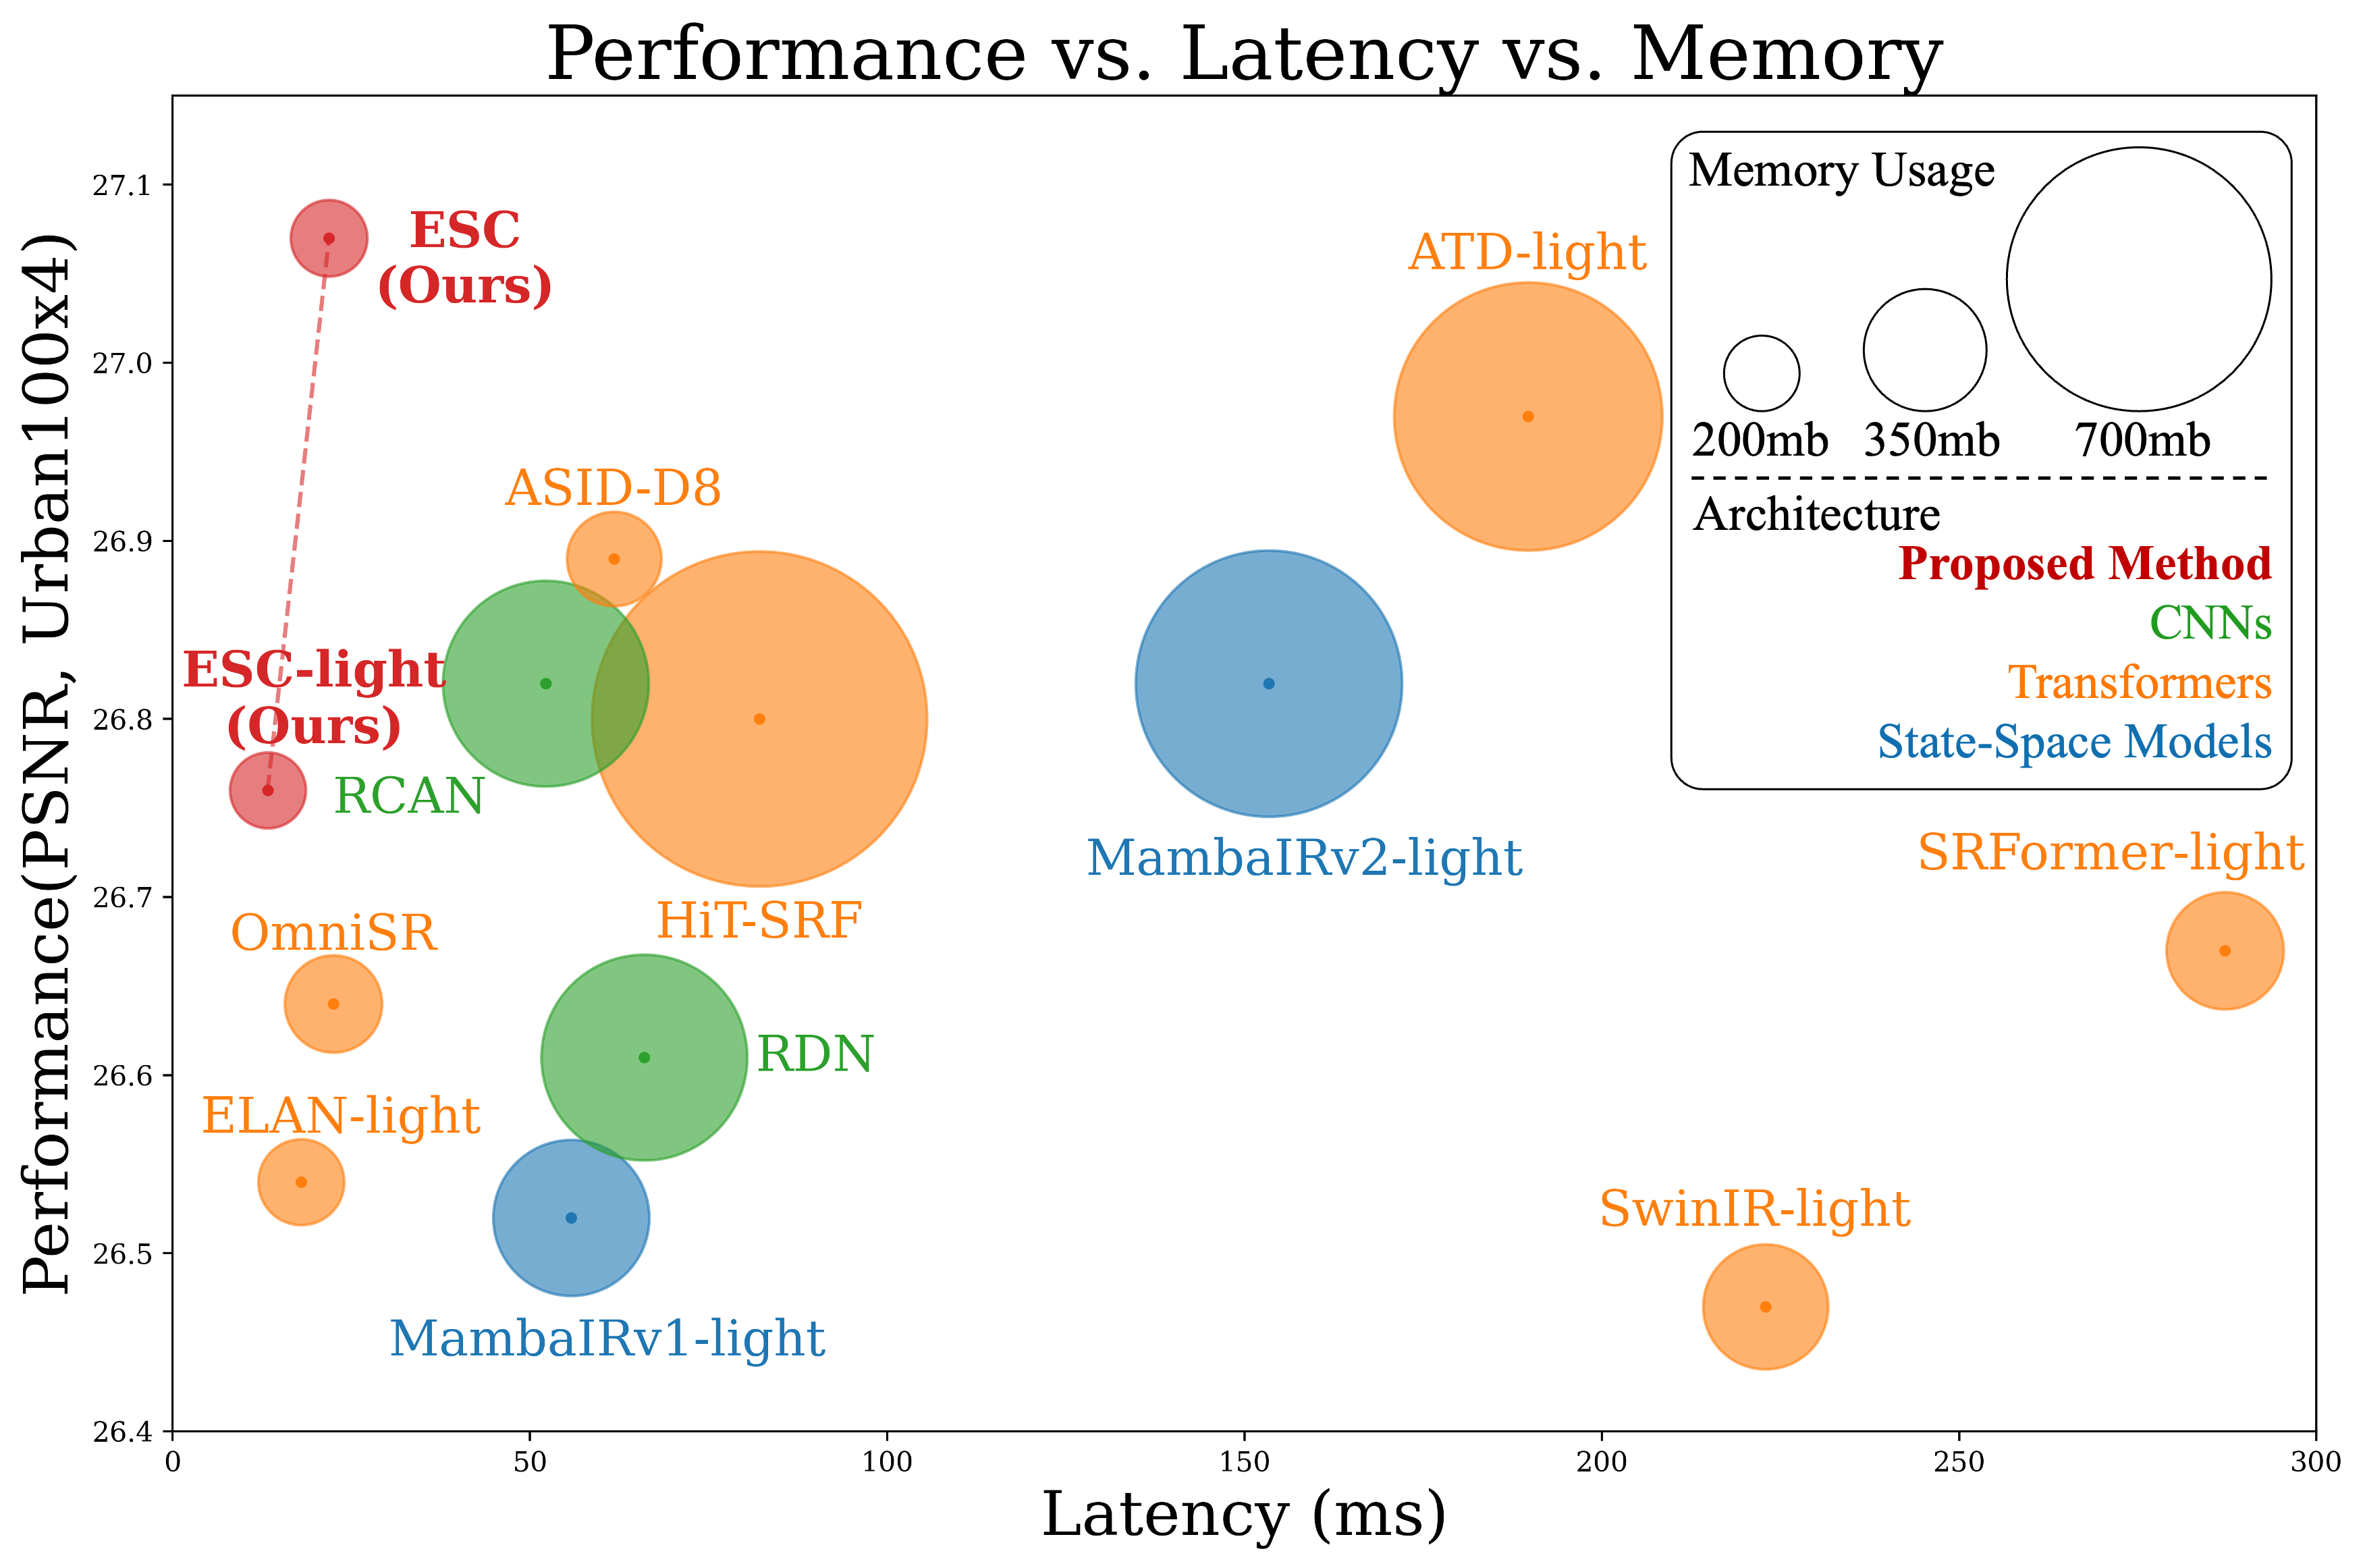 Performance vs. Latency vs. Memory
Performance(PSNR, Urban100x4)
27.1
27.0
26.9
26.8
26.7
26.6
26.5
26.4
ESC
(Ours)
ATD-light
ASID-D8
ESC-light
(Ours)
RCAN
MambaIRv2-light
SRFormer-light
HiT-SRF
OmniSR
RDN
ELAN-light
SwinIR-light
MambaIRv1-light
Memory Usage
200mb 350mb 700mb
Architecture
Proposed Method
CNNs
Transformers
State-Space Models
0 50 100 150 200 250 300
Latency (ms)